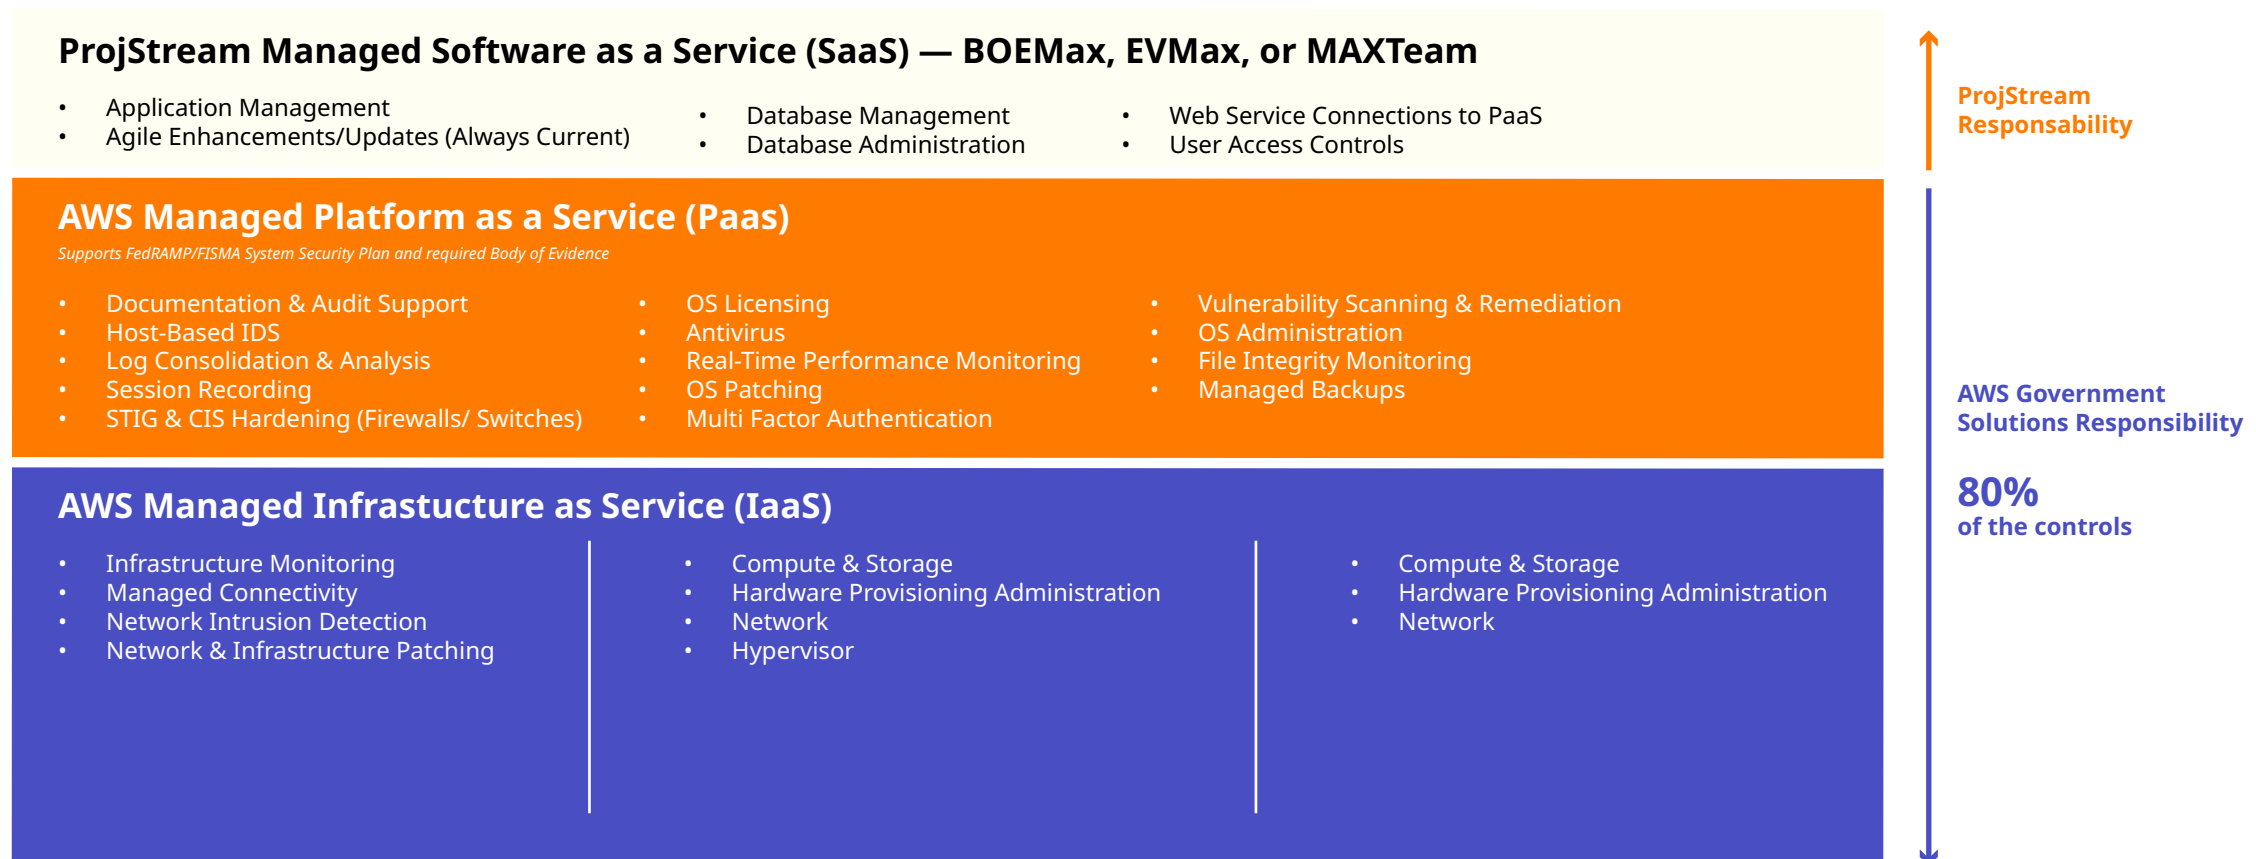 ProjStream Managed Software as a Service (SaaS) — BOEMax, EVMax, or MAXTeam
• Application Management
• Agile Enhancements/Updates (Always Current)
• Database Management
• Database Administration
• Web Service Connections to PaaS
• User Access Controls
ProjStream
Responsability
AWS Managed Platform as a Service (Paas)
Supports FedRAMP/FISMA System Security Plan and required Body of Evidence
• Documentation & Audit Support
• Host-Based IDS
• Log Consolidation & Analysis
• Session Recording
• STIG & CIS Hardening (Firewalls/ Switches)
• OS Licensing
• Antivirus
• Real-Time Performance Monitoring
• OS Patching
• Multi Factor Authentication
• Vulnerability Scanning & Remediation
• OS Administration
• File Integrity Monitoring
• Managed Backups
AWS Government
Solutions Responsibility
80%
of the controls
AWS Managed Infrastucture as Service (IaaS)
• Infrastructure Monitoring
• Managed Connectivity
• Network Intrusion Detection
• Network & Infrastructure Patching
• Compute & Storage
• Hardware Provisioning Administration
• Network
• Hypervisor
• Compute & Storage
• Hardware Provisioning Administration
• Network